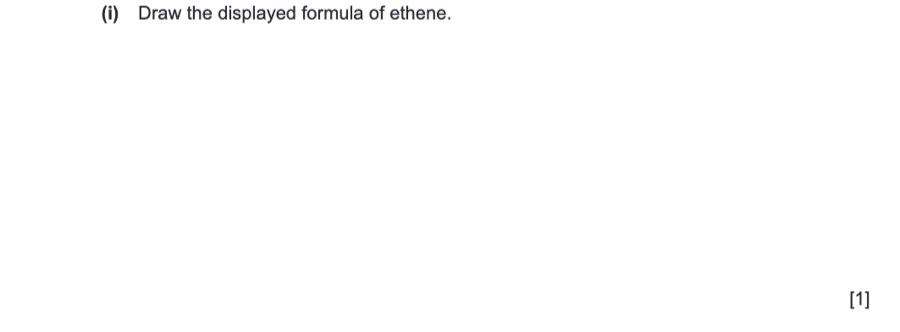 (i) Draw the displayed formula of ethene.
[1]